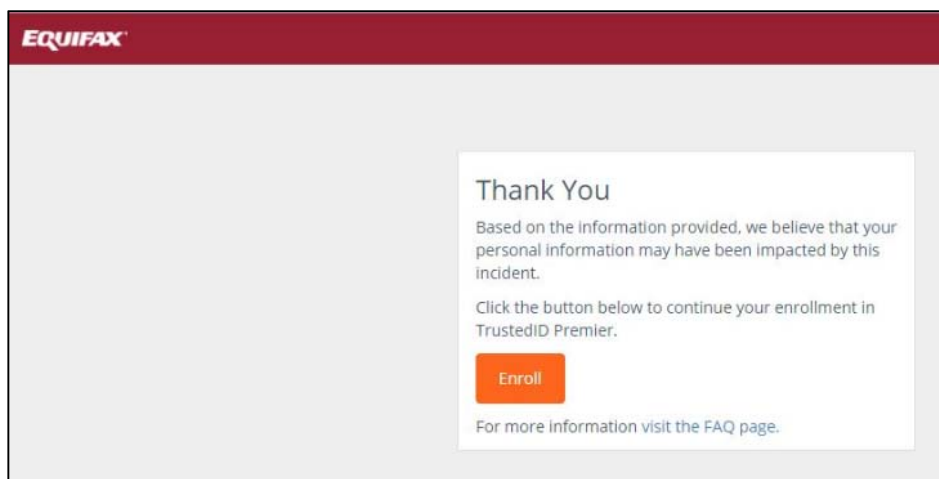 EQUIFAX
Thank You
Based on the information provided, we believe that your
personal information may have been impacted by this
incident.
Click the button below to continue your enrollment in
TrustedID Premier.
Enroll
For more information visit the FAQ page.